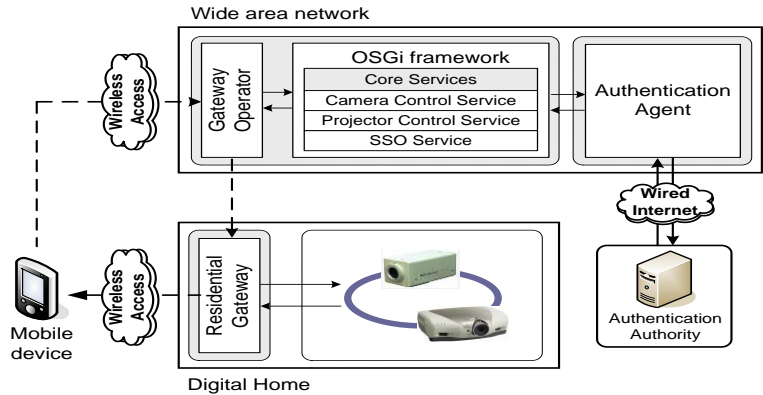 Wide area network
Wireless
Access
Gateway
Operator
OSGi framework
Core Services
Camera Control Service
Projector Control Service
SSO Service
Authentication
Agent
Wired
Internet
Authentication
Authority
Mobile
device
Wireless
Access
Residential
Gateway
Digital Home